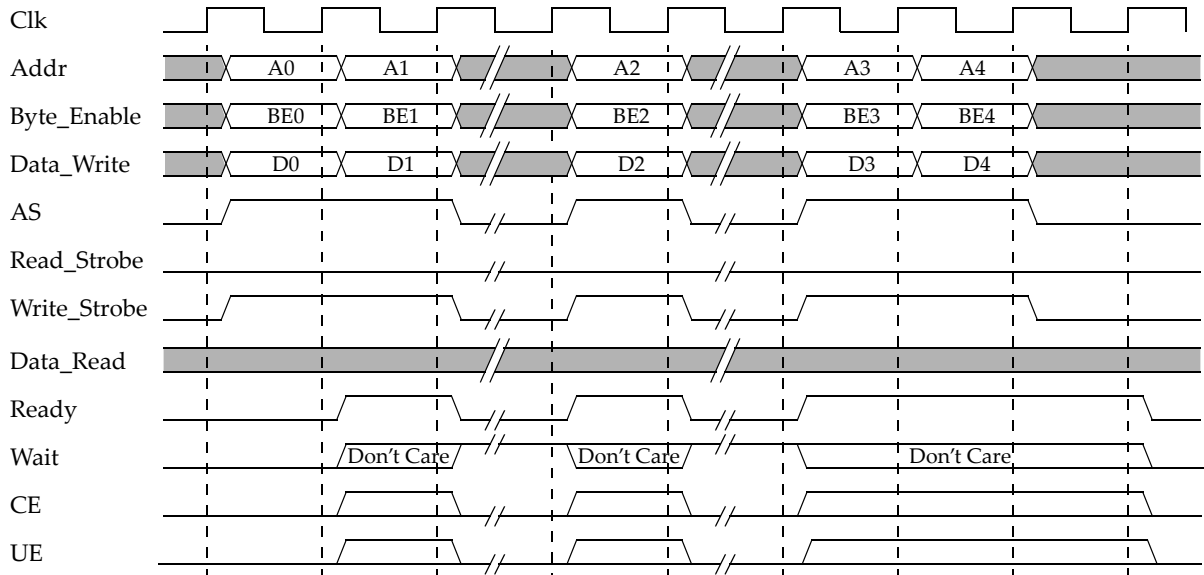 Clk
Addr A0 A1 A2 A3 A4
Byte_Enable BE0 BE1 BE2 BE3 BE4
Data_Write D0 D1 D2 D3 D4
AS
Read_Strobe
Write_Strobe
Data_Read
Ready
Wait Don't Care Don't Care Don't Care
CE
UE